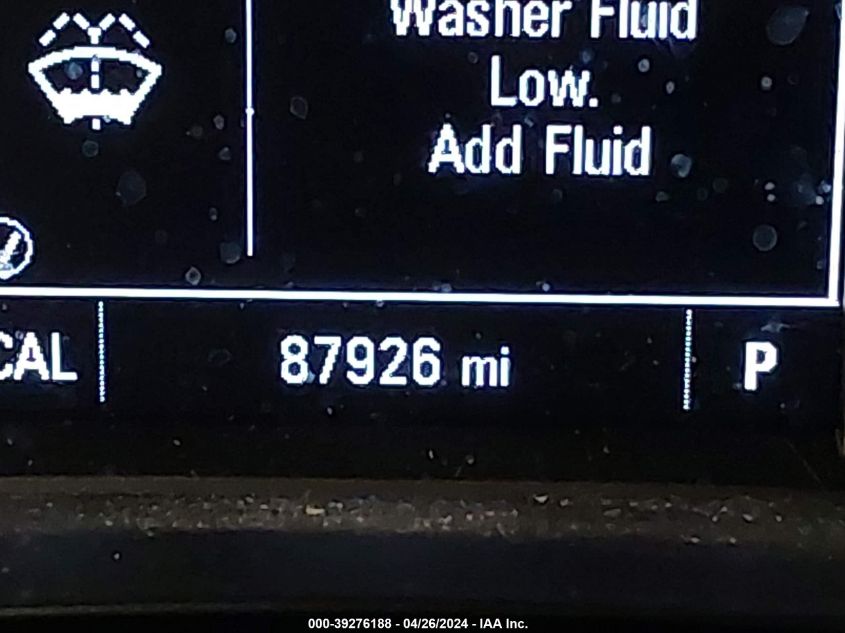 Washer Fluid
Low.
Add Fluid
CAL
87926 mi
P
000-39276188 - 04/26/2024 - IAA Inc.